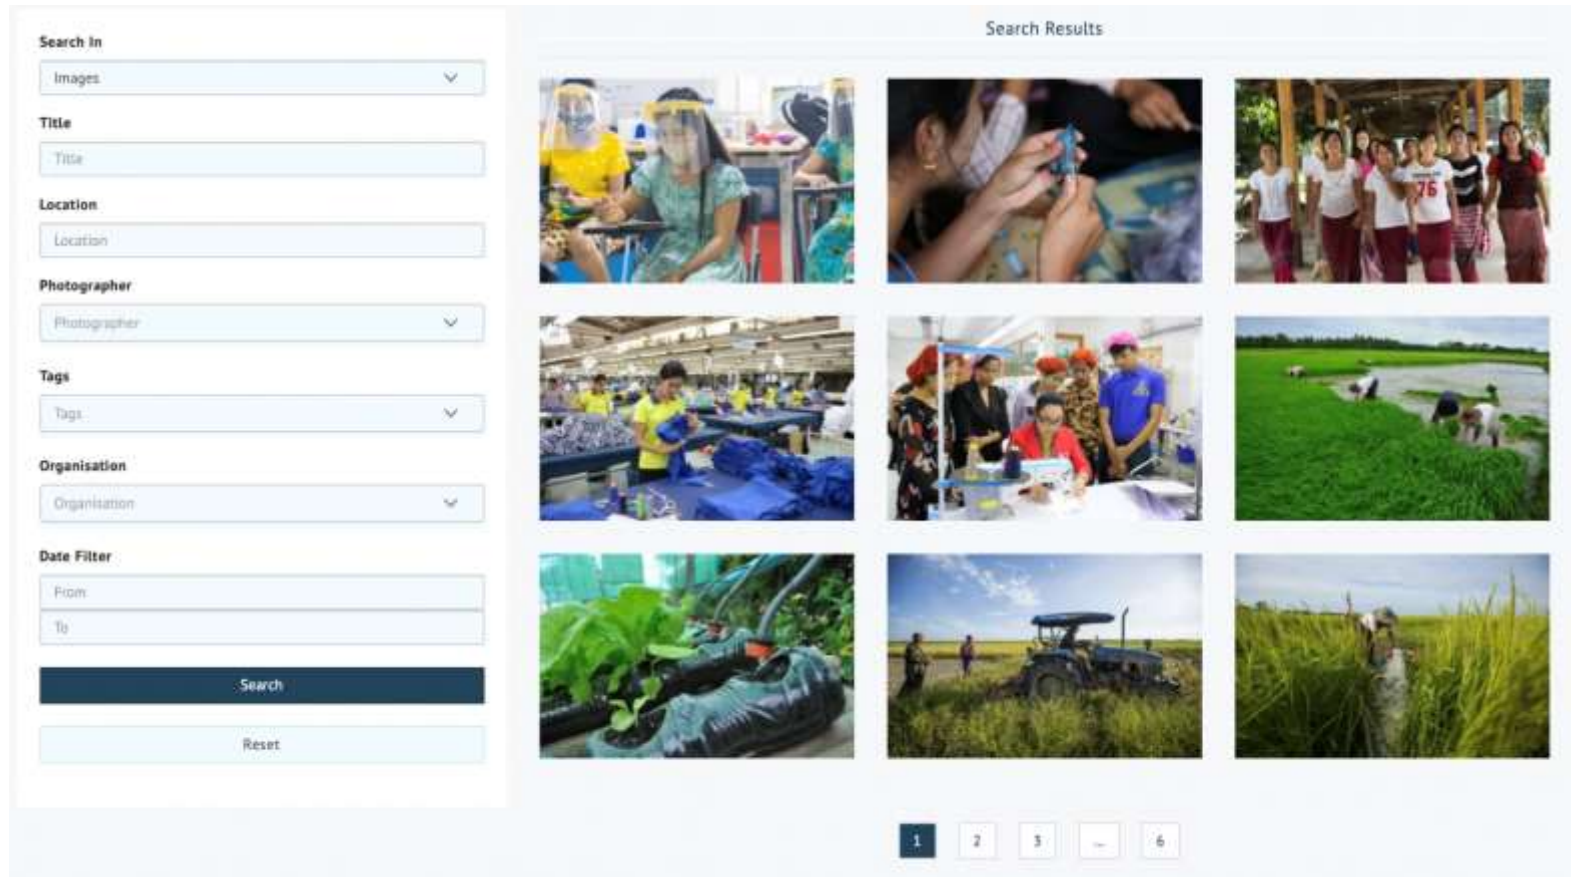 Search In
Images
Title
Title
Location
Location
Photographer
Photographer
Tags
Tags
Organisation
Organisation
Date Filter
From
To
Search
Reset
Search Results
76
1
2
3
...
6